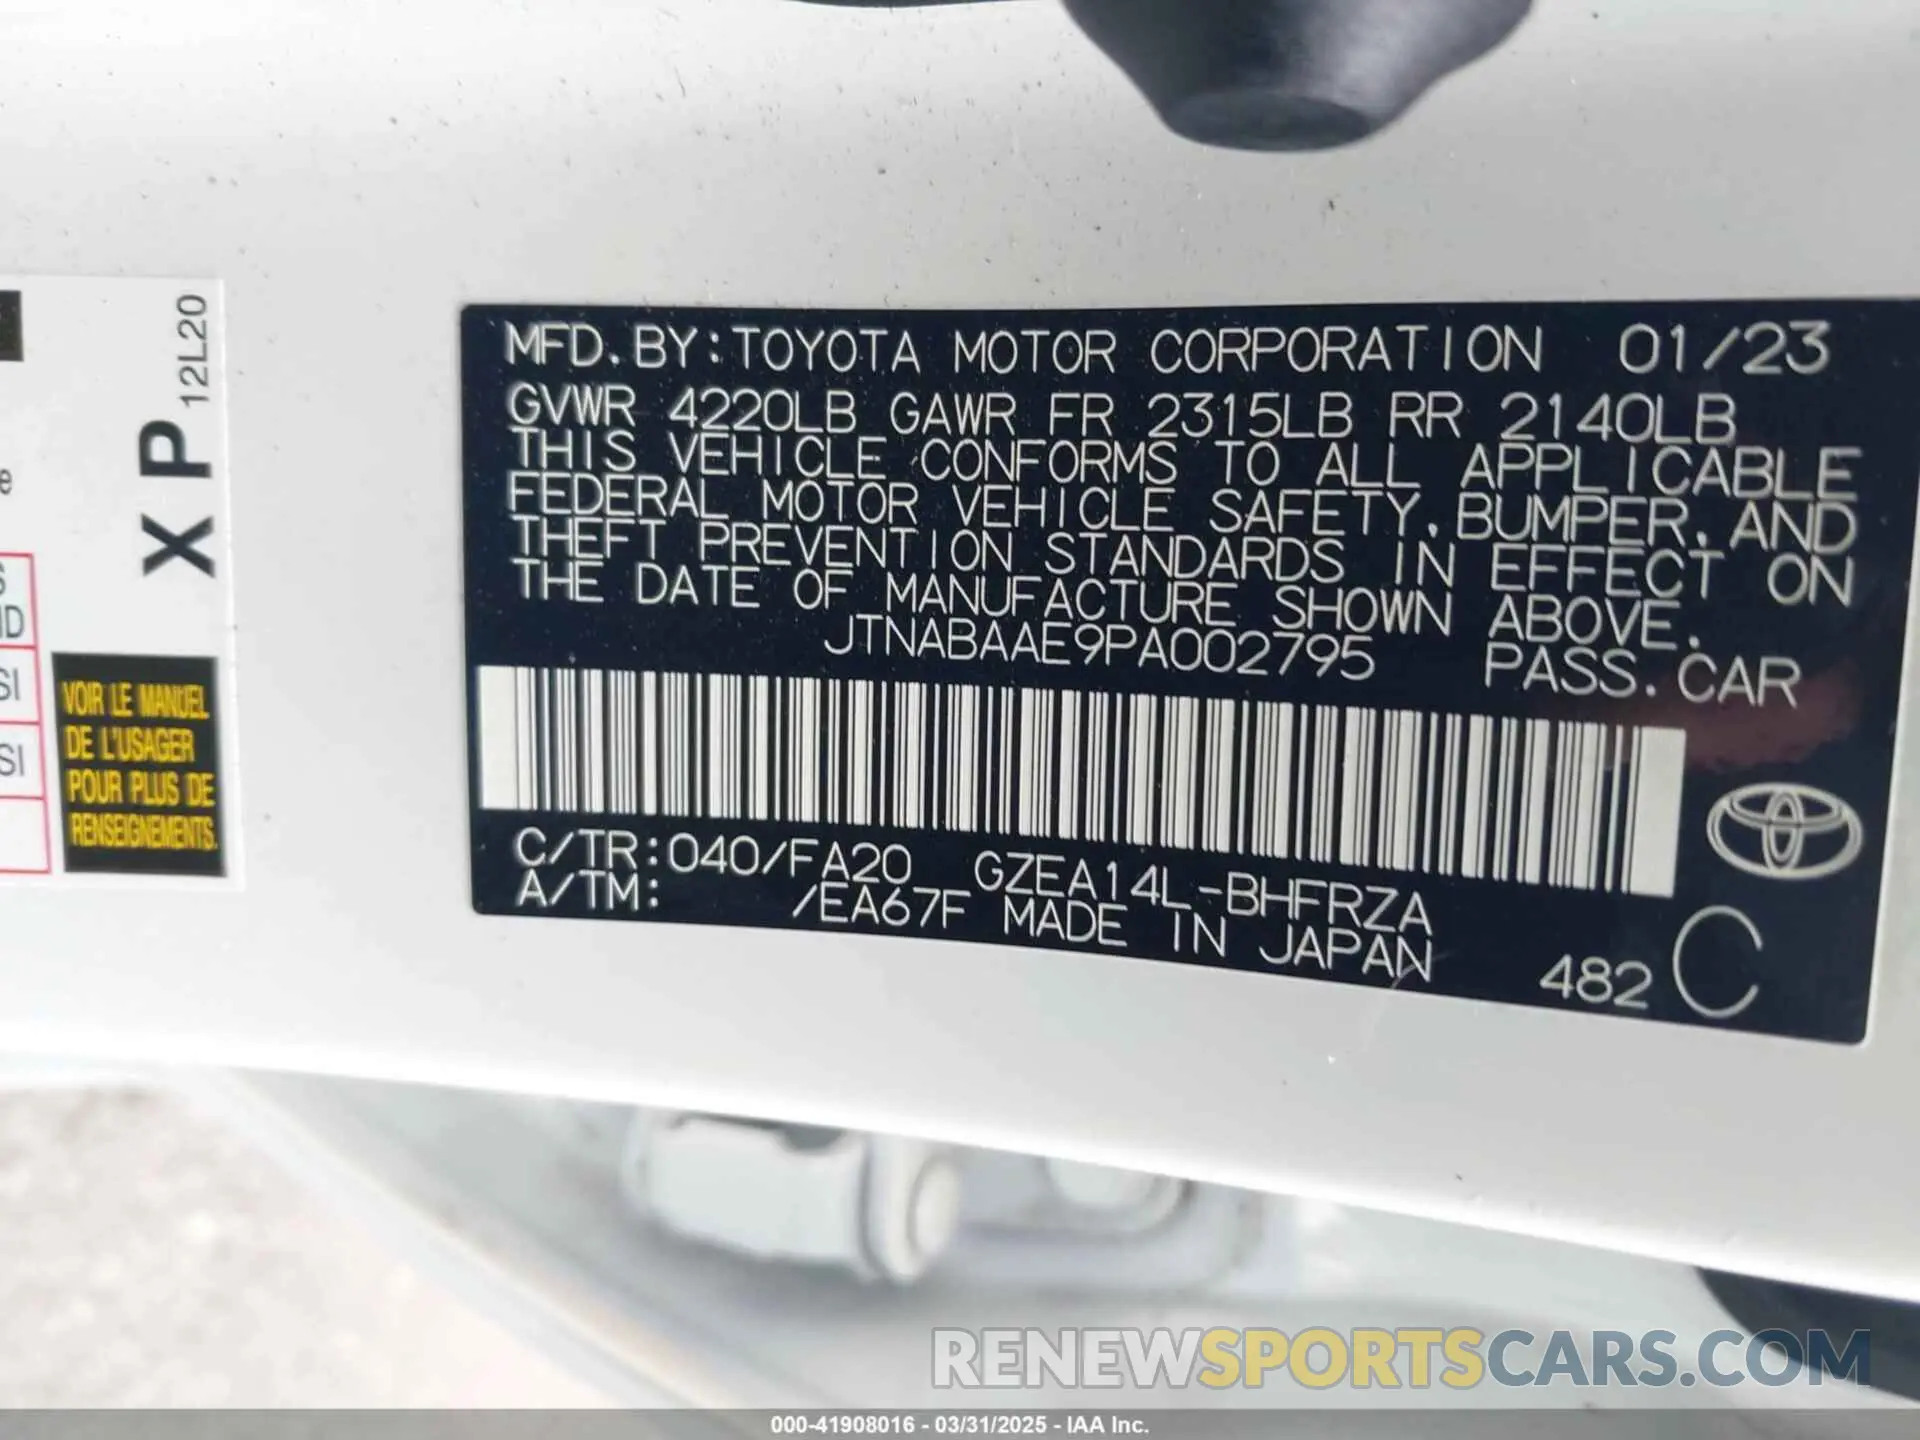 12L20
X P
e
S
ND
SI
SI
VOIR LE MANUEL
DE L'USAGER
POUR PLUS DE
RENSEIGNEMENTS.
MFD. BY: TOYOTA MOTOR CORPORATION 01/23
GVWR 4220LB GAWR FR 2315LB RR 2140LB
THIS VEHICLE CONFORMS TO ALL APPLICABLE
FEDERAL MOTOR VEHICLE SAFETY, BUMPER, AND
THEFT PREVENTION STANDARDS IN EFFECT ON
THE DATE OF MANUFACTURE SHOWN ABOVE.
JTNABAAE9PA002795 PASS. CAR
C/TR: 040/FA20 GZEA14L-BHFRZA
A/TM: /EA67F MADE IN JAPAN
482 C
RENEWSPORTSCARS.COM
000-41908016 - 03/31/2025 - IAA Inc.